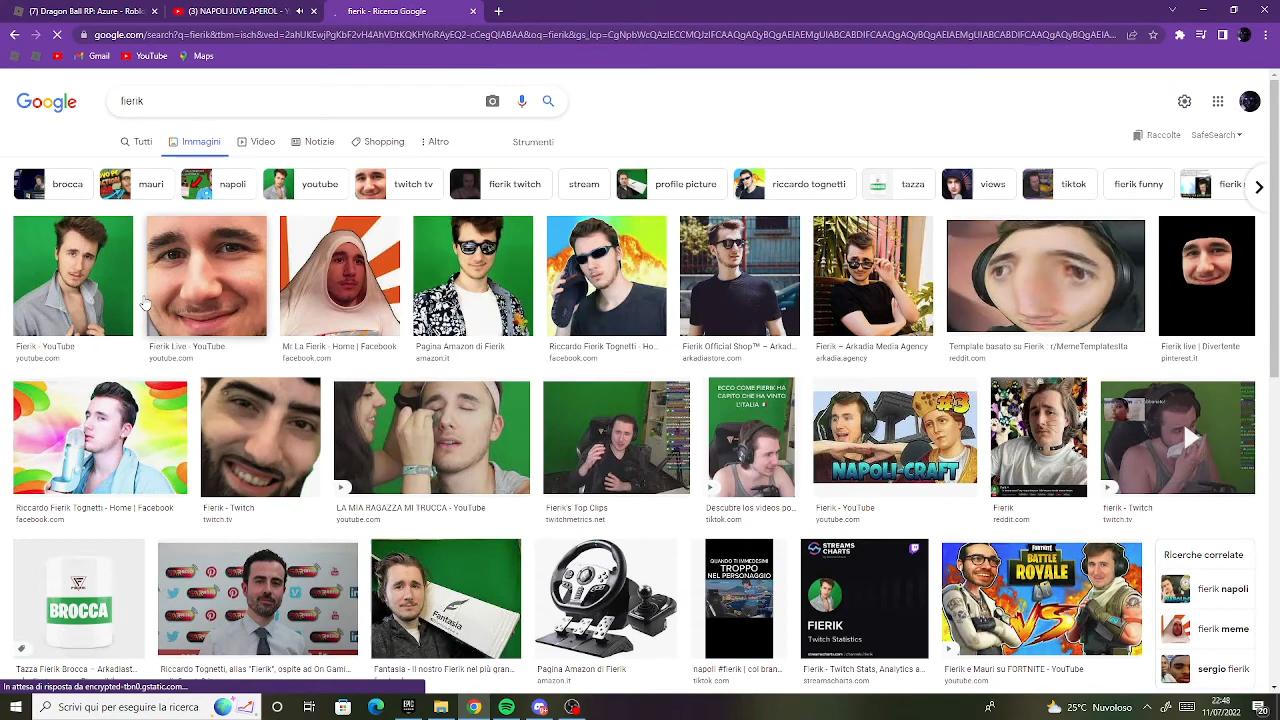 (7) Dragon Ball RP: Azure - Roblo
(3) NAPOLI JUVE APEROL - Y
fierik - Ricerca Google
google.com/search?q=fierik&tbm=isch&ved=
Gmail
YouTube
Maps
Google
fierik
Tutti
Immagini
Video
Notizie
Shopping
Altro
Strumenti
Raccolte
SafeSearch
brocca
mauri
napoli
youtube
twitch tv
fierik twitch
stream
profile picture
riccardo tognetti
tazza
views
tiktok
fierik funny
fierik
Fierik - YouTube
youtube.com
Fierik Live - YouTube
youtube.com
Mr La Fierik - Home | Facebook
facebook.com
Pagina Amazon di Fierik
amazon.it
Riccardo Fierik Tognetti - Ho...
facebook.com
Fierik Official Shop™ – Arkad...
arkadiastore.com
Fierik – Arkadia Media Agency
arkadia.agency
Template basato su Fierik : r/MemeTemplatesIta
reddit.com
Fierik live | Divertente
pinterest.it
ECCO COME FIERIK HA
CAPITO CHE HA VINTO
L'ITALIA
#3
NAPOLI-CRAFT
Riccardo Fierik Tognetti - Home | Facebook
facebook.com
Fierik - Twitch
twitch.tv
LA MIA RAGAZZA MI TRUCCA - YouTube
youtube.com
Fierik's Top Clips
twitchmetrics.net
Descubre los videos po...
tiktok.com
Fierik - YouTube
youtube.com
Fierik
reddit.com
fierik - Twitch
twitch.tv
BROCCA
Fantasia
QUANDO TI IMMEDESIMI
TROPPO
NEL PERSONAGGIO
STREAMS
CHARTS
FIERIK
Twitch Statistics
FORTNITE
BATTLE
ROYALE
VS
Ricerche correlate
fierik napoli
fierik meme
sergio fierik
Tazza Fierik Brocca
Riccardo Tognetti, alias Fierik, ospite a Road On Gami...
Fantasia - Il nostro Fierik nel più gran...
Pagina Amazon di Fierik
amazon.it
napoli #fierik | col bran...
tiktok.com
Fierik - Twitch Stats, Analytics a...
streamscharts.com
Fierik e Mauri su FORTNITE - YouTube
youtube.com
In attesa di risposta di encrypted-tbn0.gstatic.com...
Scrivi qui per eseguire la ricerca
25°C Nuvoloso
22:48
11/07/2022